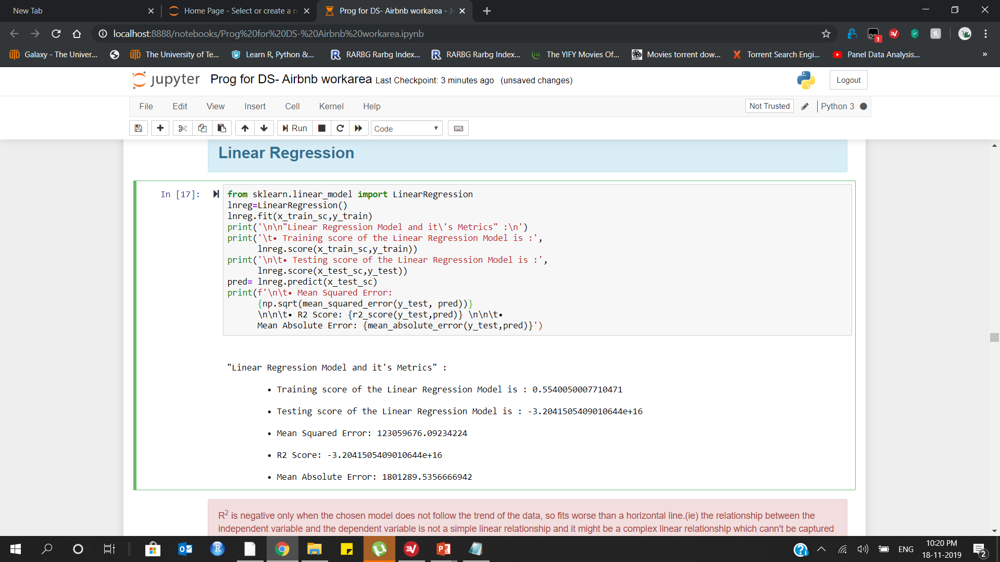 New Tab
Home Page - Select or create a n
Prog for DS- Airbnb workarea - J
localhost:8888/notebooks/Prog%20for%20DS-%20Airbnb%20workarea.ipynb
1
Galaxy - The Univer...
The University of Te...
Learn R, Python &...
RARBG Rarbg Index...
RARBG Rarbg Index...
The YIFY Movies Of...
Movies torrent dow...
Torrent Search Engi...
Panel Data Analysis...
»
jupyter Prog for DS- Airbnb workarea Last Checkpoint: 3 minutes ago (unsaved changes)
Logout
File Edit View Insert Cell Kernel Help
Not Trusted
Python 3
Run
Code
Linear Regression
In [17]:
from sklearn.linear_model import LinearRegression
lnreg=LinearRegression()
lnreg.fit(x_train_sc,y_train)
print('\n\n"Linear Regression Model and it\'s Metrics" :\n')
print('\t• Training score of the Linear Regression Model is :',
lnreg.score(x_train_sc,y_train))
print('\n\t• Testing score of the Linear Regression Model is :',
lnreg.score(x_test_sc,y_test))
pred= lnreg.predict(x_test_sc)
print(f'\n\t• Mean Squared Error:
{np.sqrt(mean_squared_error(y_test, pred))}
\n\n\t• R2 Score: {r2_score(y_test,pred)} \n\n\t•
Mean Absolute Error: {mean_absolute_error(y_test,pred)}')
"Linear Regression Model and it's Metrics" :
• Training score of the Linear Regression Model is : 0.5540050007710471
• Testing score of the Linear Regression Model is : -3.2041505409010644e+16
• Mean Squared Error: 123059676.09234224
• R2 Score: -3.2041505409010644e+16
• Mean Absolute Error: 1801289.5356666942
R2 is negative only when the chosen model does not follow the trend of the data, so fits worse than a horizontal line.(ie) the relationship between the
independent variable and the dependent variable is not a simple linear relationship and it might be a complex linear relationship which cann't be captured
ENG
10:20 PM
18-11-2019
2